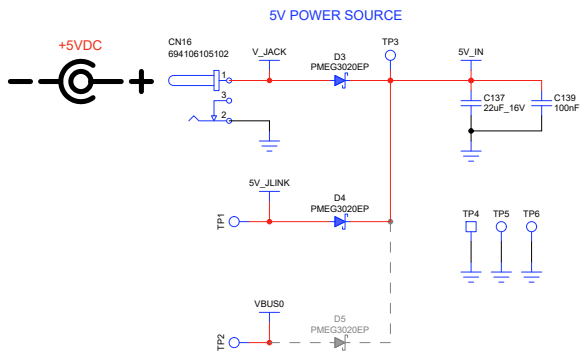 5V POWER SOURCE
+5VDC
CN16
694106105102
V_JACK
D3
PMEG3020EP
TP3
5V_IN
1
3
2
C137
22uF_16V
C139
100nF
5V_JLINK
TP1
D4
PMEG3020EP
TP4
TP5
TP6
VBUS0
TP2
D5
PMEG3020EP